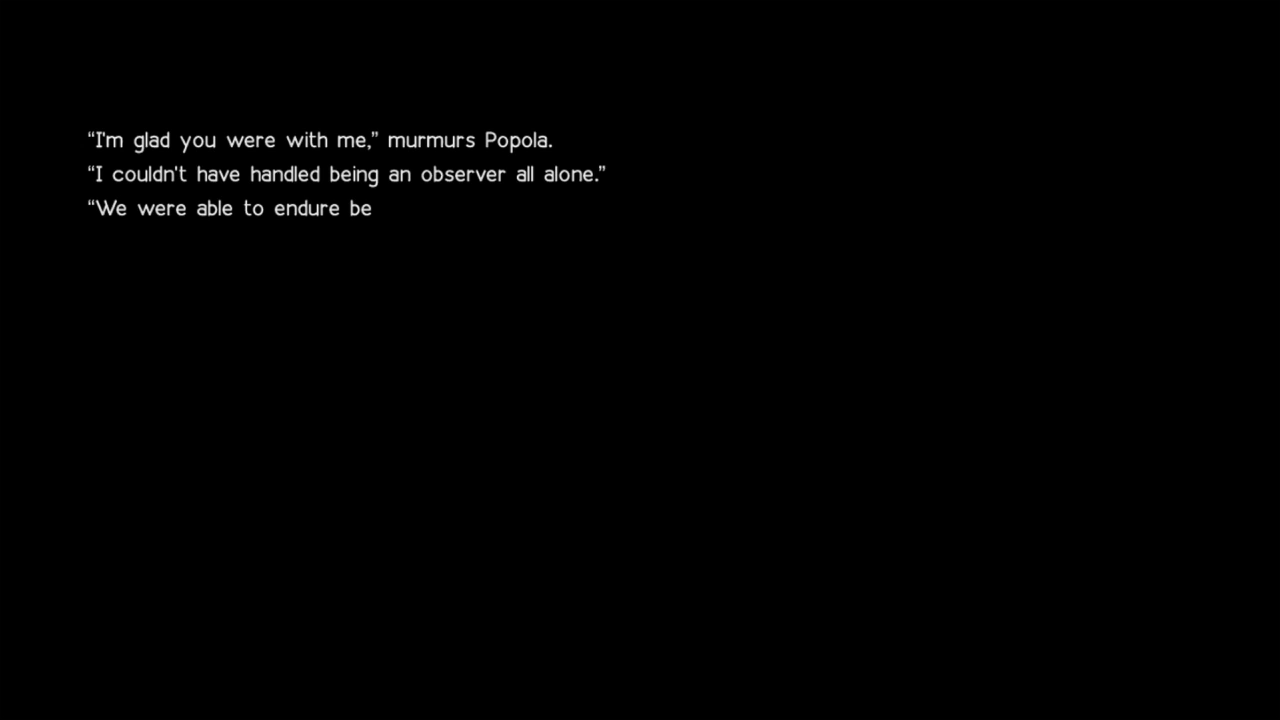 “I'm glad you were with me,” murmurs Popola.
“I couldn't have handled being an observer all alone.”
“We were able to endure be